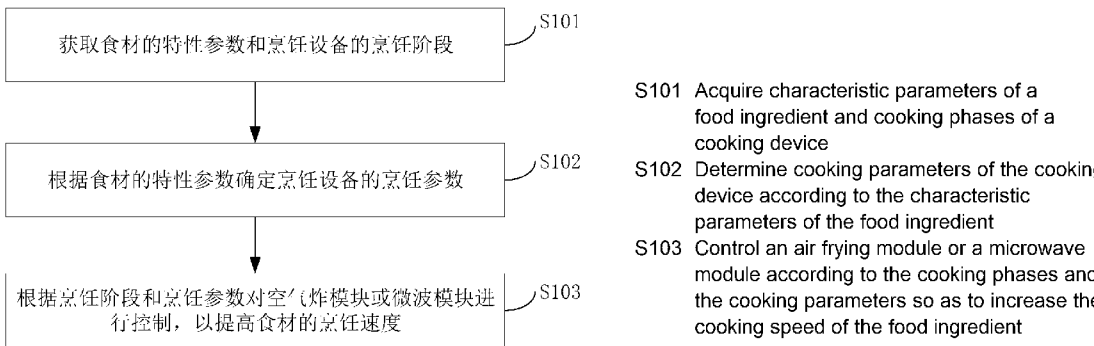 获取食材的特性参数和烹饪设备的烹饪阶段
S101
根据食材的特性参数确定烹饪设备的烹饪参数
S102
根据烹饪阶段和烹饪参数对空气炸模块或微波模块进
行控制，以提高食材的烹饪速度
S103
S101 Acquire characteristic parameters of a
food ingredient and cooking phases of a
cooking device
S102 Determine cooking parameters of the cooking
device according to the characteristic
parameters of the food ingredient
S103 Control an air frying module or a microwave
module according to the cooking phases and
the cooking parameters so as to increase the
cooking speed of the food ingredient